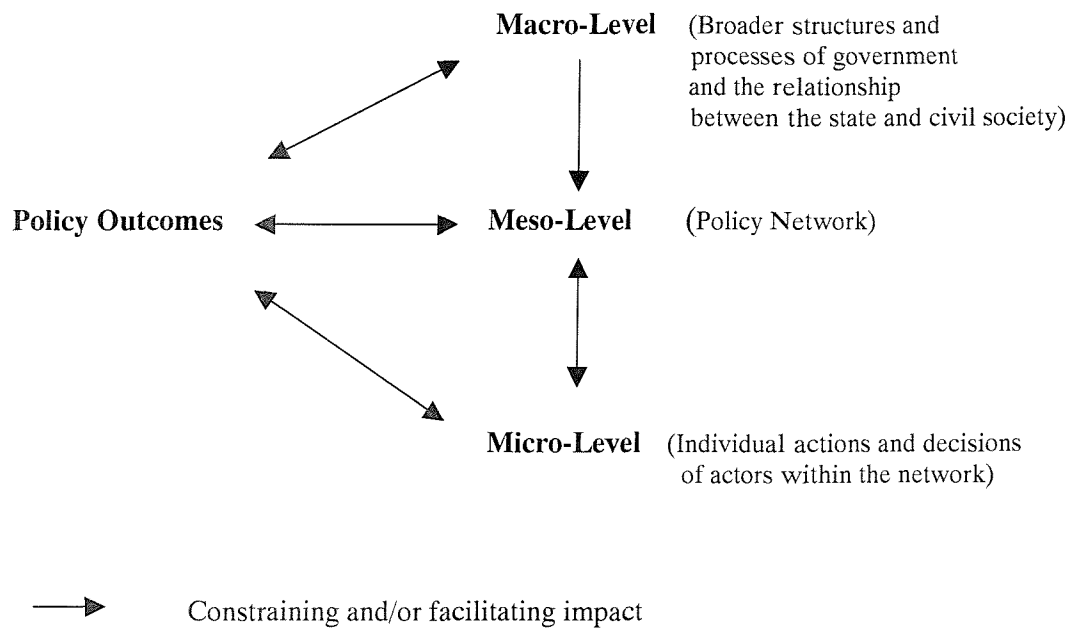 Macro-Level (Broader structures and
processes of government
and the relationship
between the state and civil society)
Policy Outcomes
Meso-Level (Policy Network)
Micro-Level (Individual actions and decisions
of actors within the network)
Constraining and/or facilitating impact